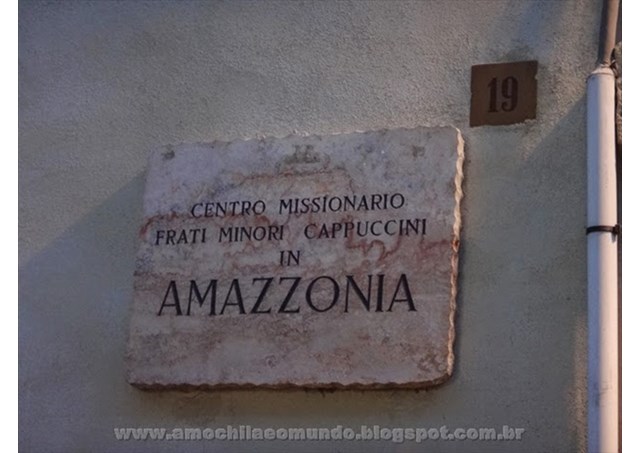 19
CENTRO MISSIONARIO
FRATI MINORI CAPPUCCINI
IN
AMAZZONIA
www.amochilaeomundo.blogspot.com.br